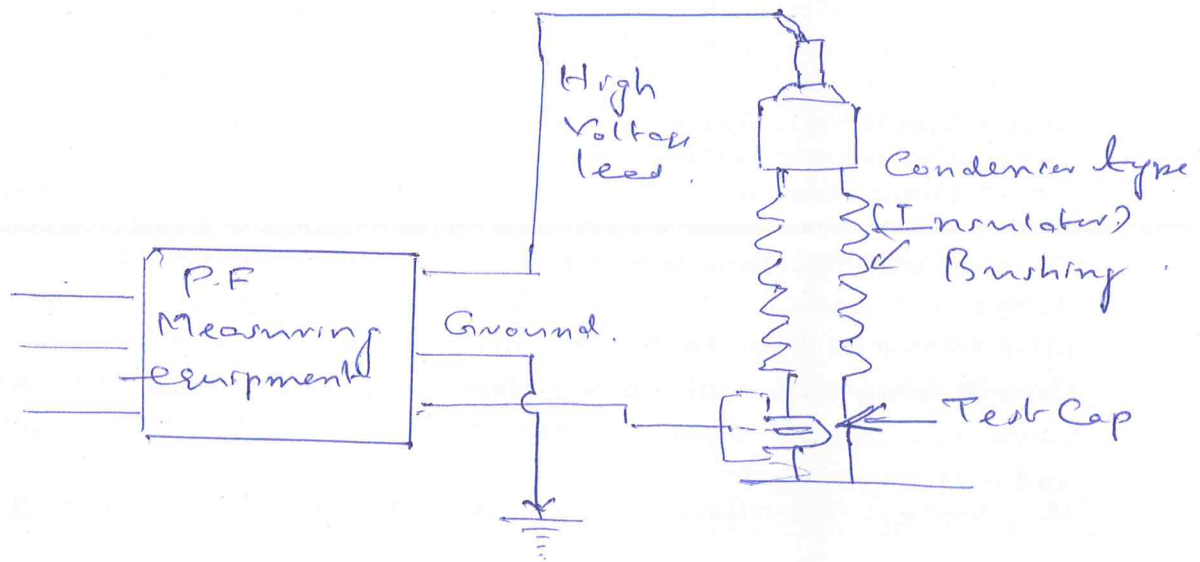 High
Voltage
lead.
Condenser type
(Insulator)
Bushing
P.F
Measuring
equipment
Ground.
Test Cap